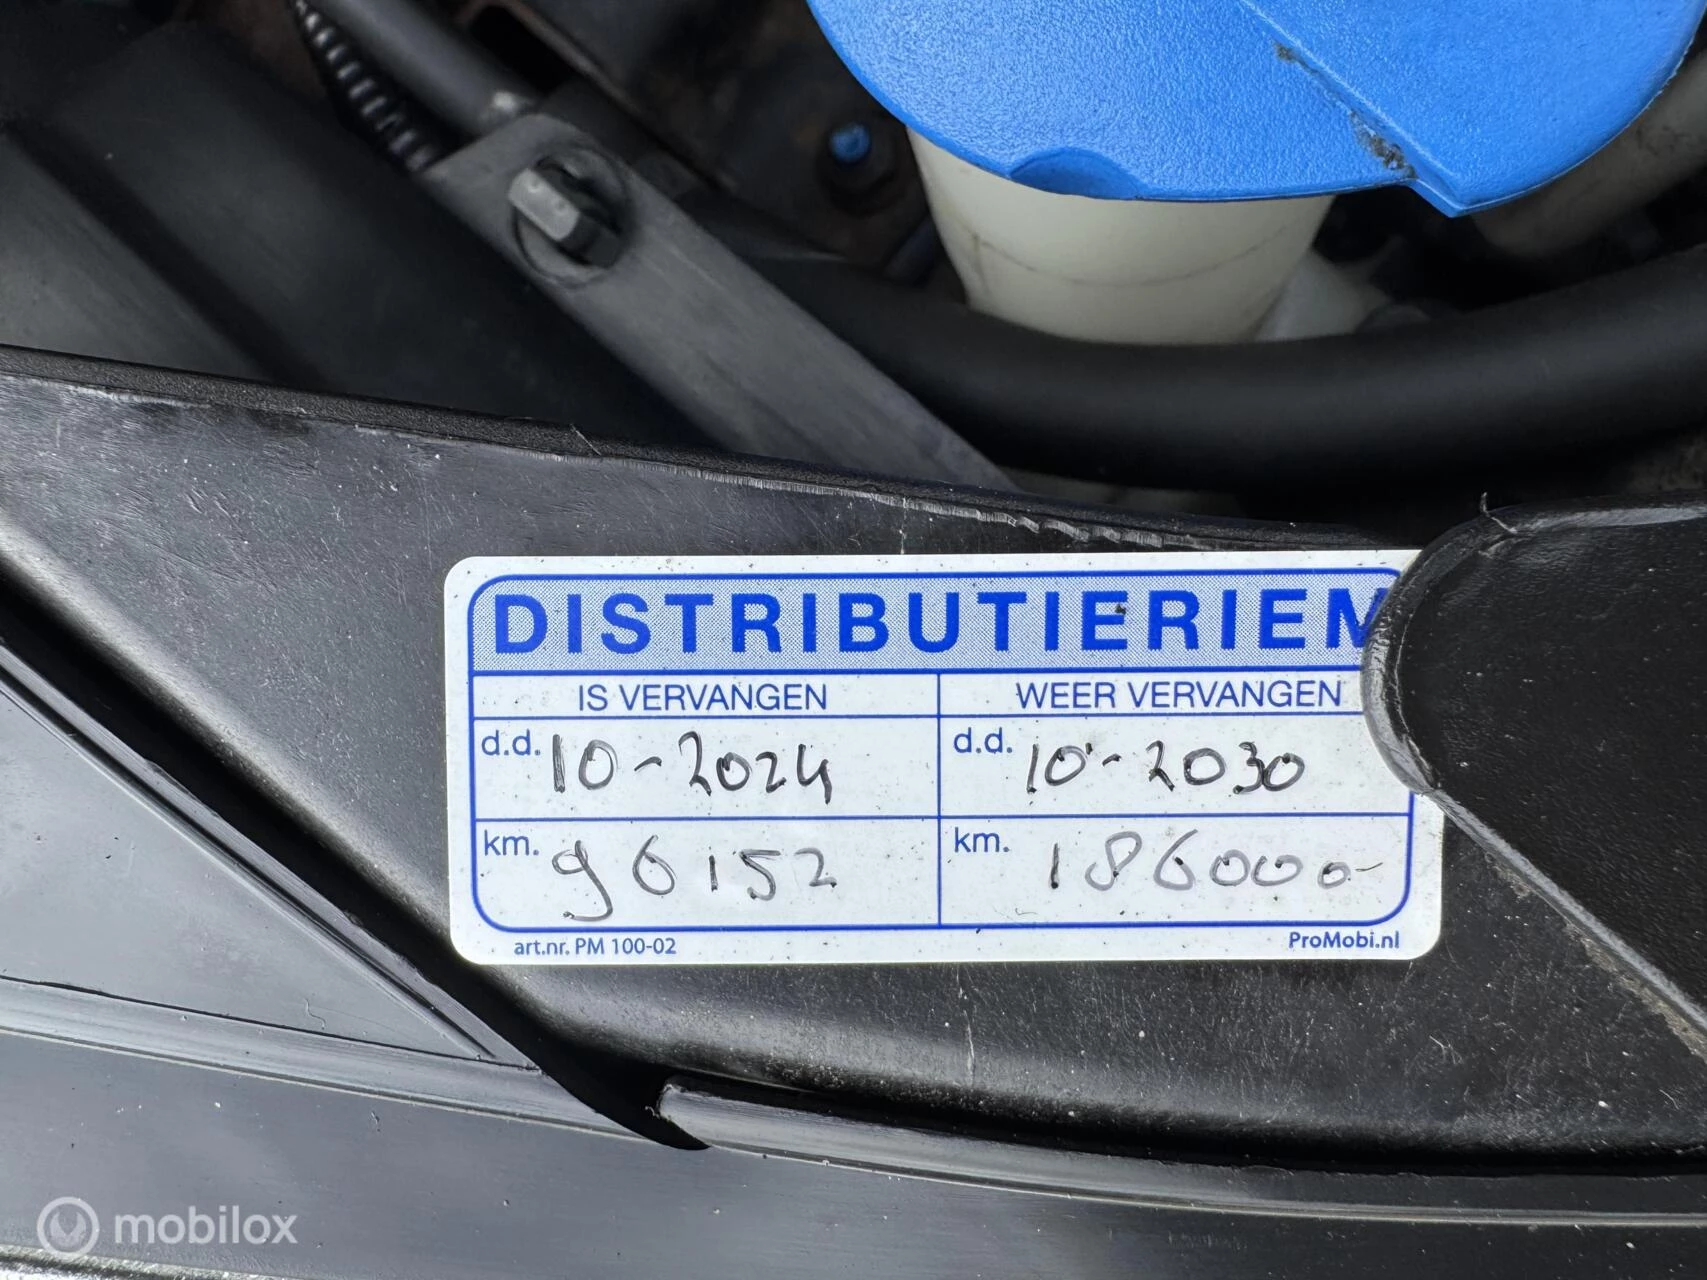 DISTRIBUTIERIEM
IS VERVANGEN WEER VERVANGEN
d.d. 10-2024 d.d. 10-2030
km. 96152 km. 186000-
art.nr. PM 100-02 ProMobi.nl
mobilox